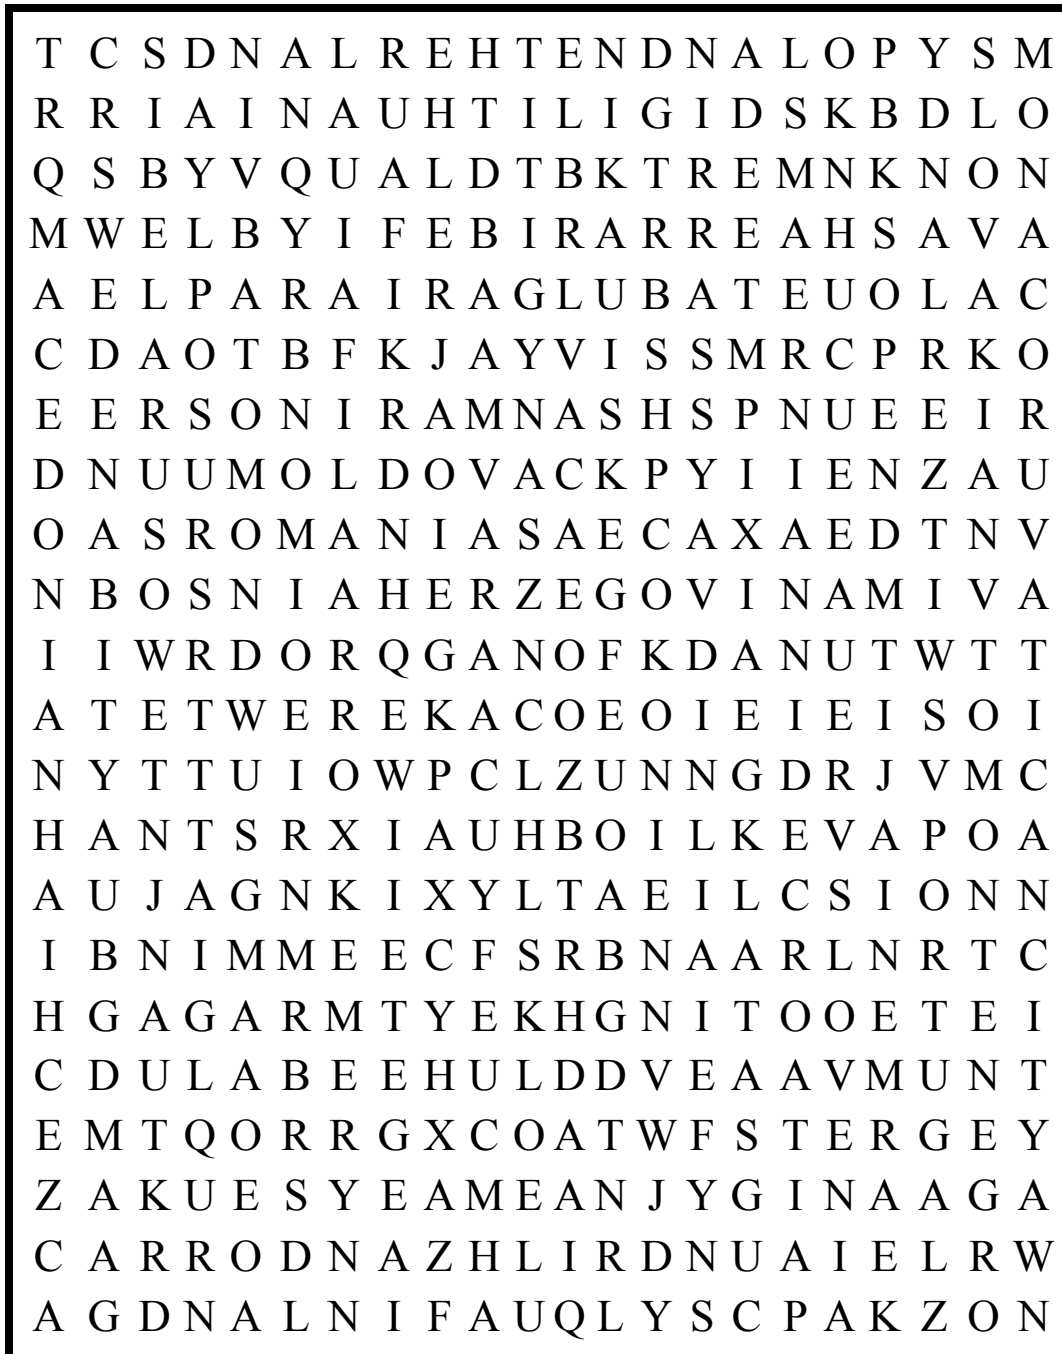 T C S D N A L R E H T E N D N A L O P Y S M
R R I A I N A U H T I L I G I D S K B D L O
Q S B Y V Q U A L D T B K T R E M N K N O N
M W E L B Y I F E B I R A R R E A H S A V A
A E L P A R A I R A G L U B A T E U O L A C
C D A O T B F K J A Y V I S S M R C P R K O
E E R S O N I R A M N A S H S P N U E E I R
D N U U M O L D O V A C K P Y I I E N Z A U
O A S R O M A N I A S A E C A X A E D T N V
N B O S N I A H E R Z E G O V I N A M I V A
I I W R D O R Q G A N O F K D A N U T W T T
A T E T W E R E K A C O E O I E I E I S O I
N Y T T U I O W P C L Z U N N G D R J V M C
H A N T S R X I A U H B O I L K E V A P O A
A U J A G N K I X Y L T A E I L C S I O N N
I B N I M M E E C F S R B N A A R L N R T C
H G A G A R M T Y E K H G N I T O O E T E I
C D U L A B E E H U L D D V E A A V M U N T
E M T Q O R R G X C O A T W F S T E R G E Y
Z A K U E S Y E A M E A N J Y G I N A A G A
C A R R O D N A Z H L I R D N U A I E L R W
A G D N A L N I F A U Q L Y S C P A K Z O N